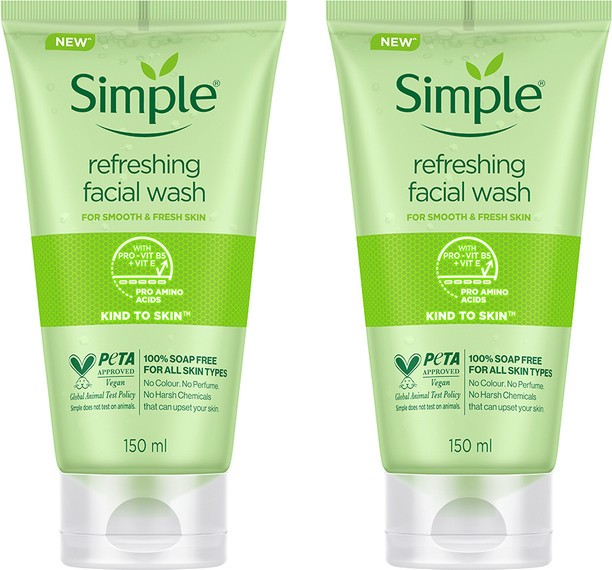 NEW^
Simple®
refreshing
facial wash
FOR SMOOTH & FRESH SKIN
WITH
PRO-VIT B5
+ VIT E
PRO AMINO
ACIDS
KIND TO SKIN™
PETA
APPROVED
Vegan
Global Animal Test Policy
Simple does not test on animals.
100% SOAP FREE
FOR ALL SKIN TYPES
No Colour. No Perfume.
No Harsh Chemicals
that can upset your skin.
150 ml
NEW^
Simple®
refreshing
facial wash
FOR SMOOTH & FRESH SKIN
WITH
PRO-VIT B5
+ VIT E
PRO AMINO
ACIDS
KIND TO SKIN™
PETA
APPROVED
Vegan
Global Animal Test Policy
Simple does not test on animals.
100% SOAP FREE
FOR ALL SKIN TYPES
No Colour. No Perfume.
No Harsh Chemicals
that can upset your skin
150 ml